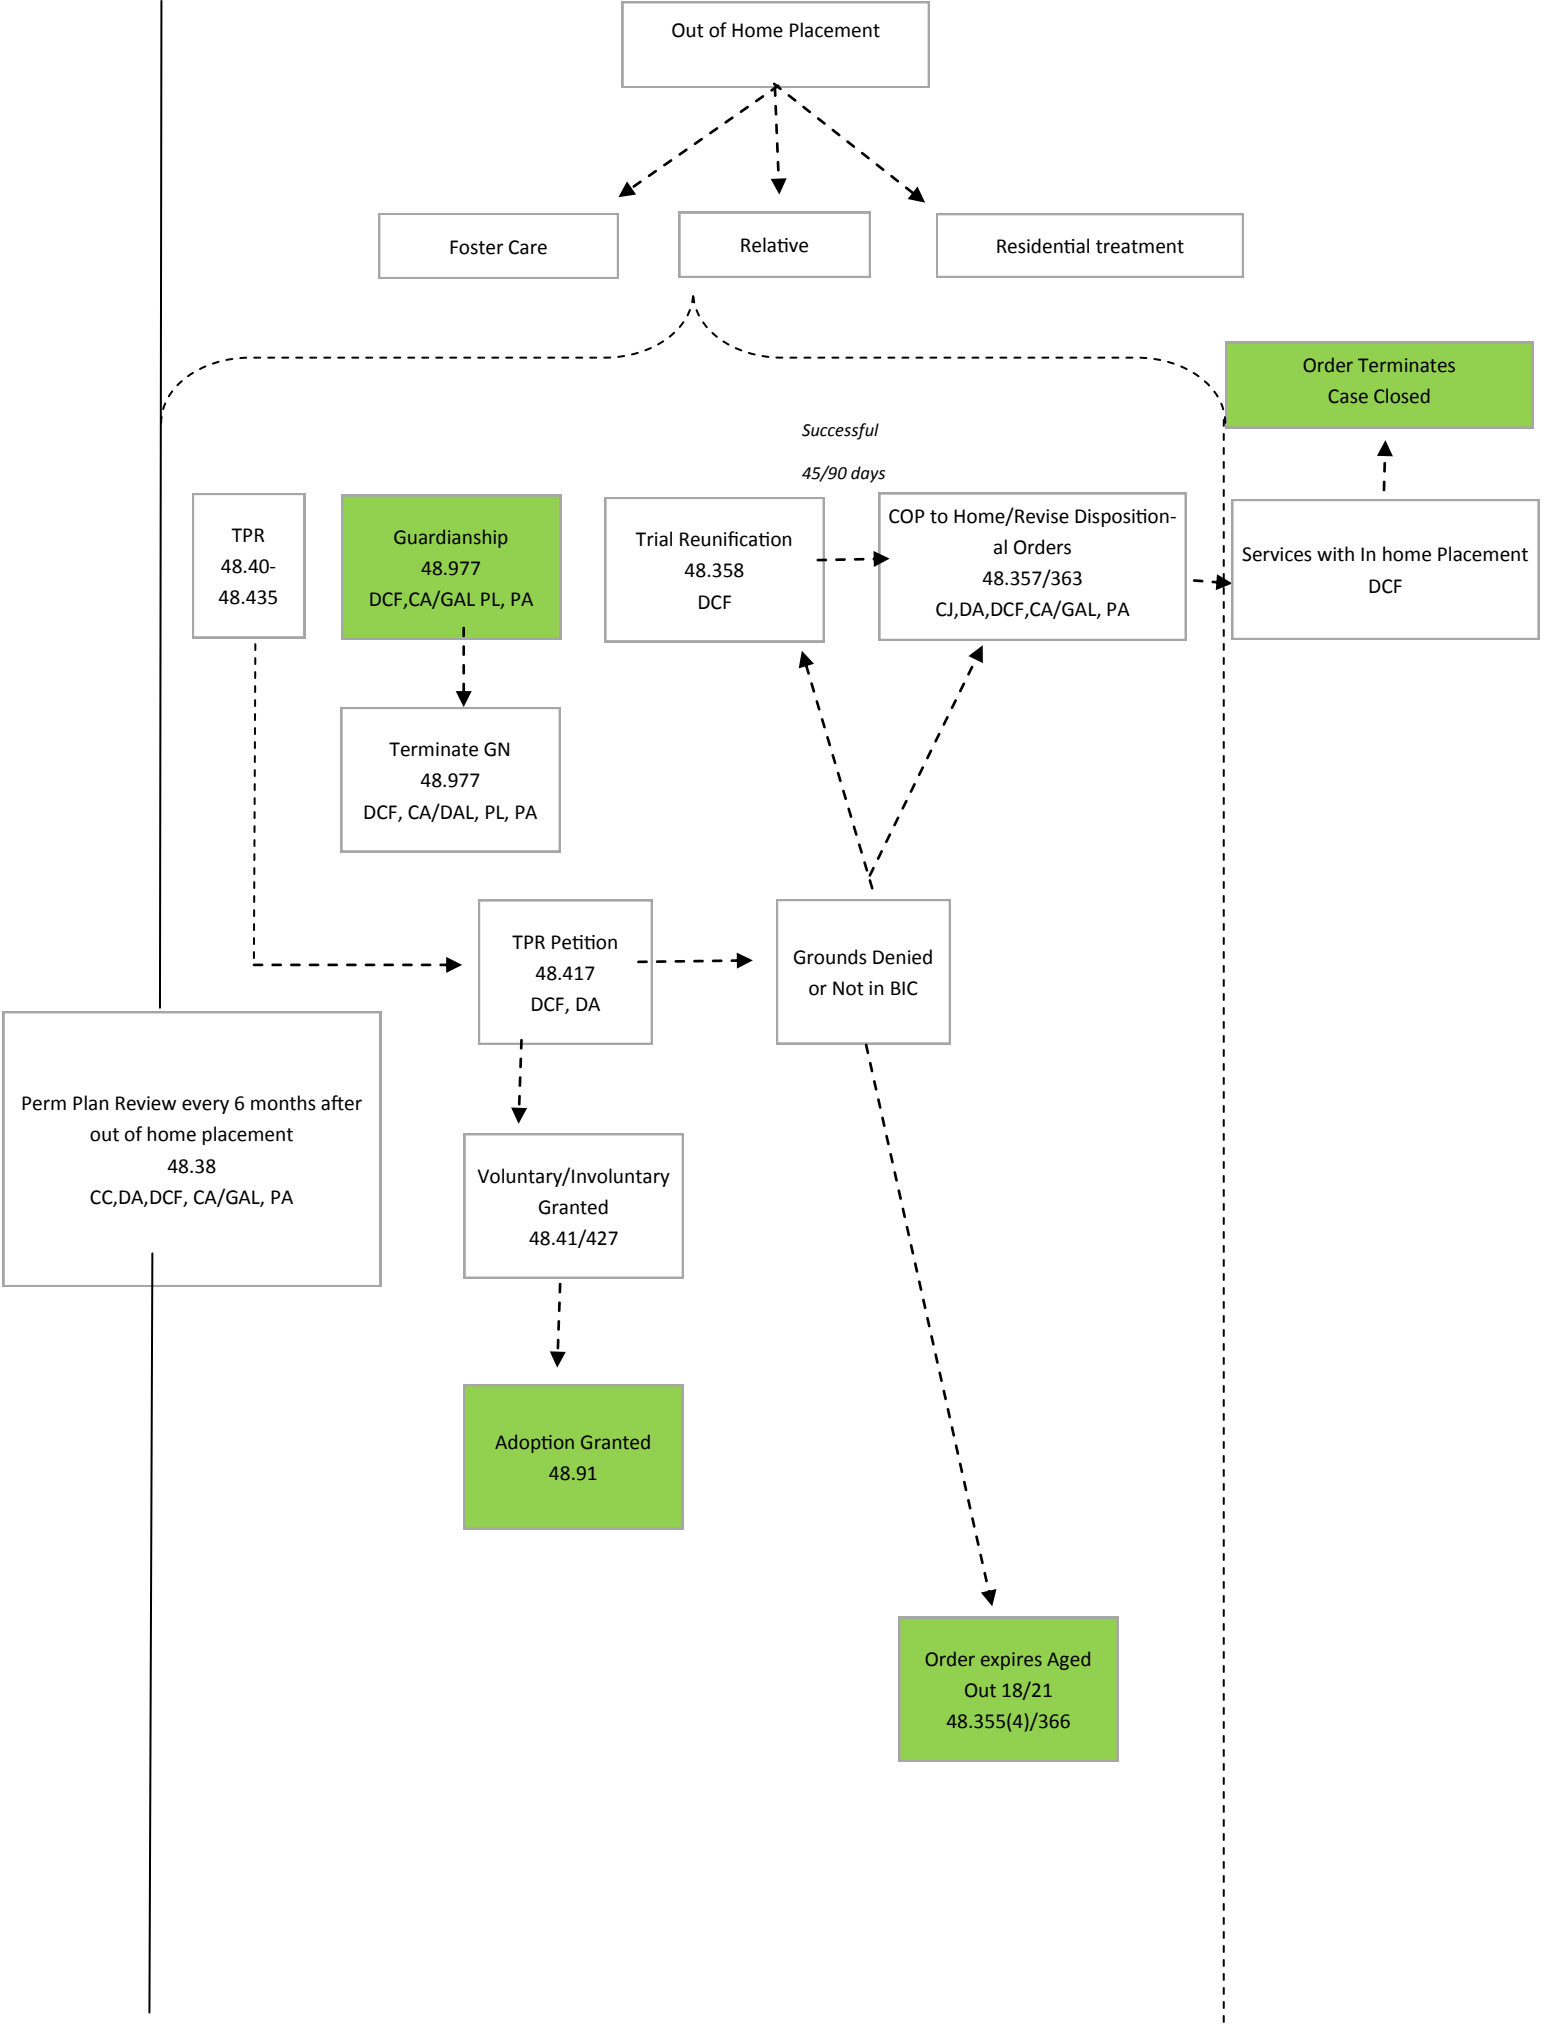 Out of Home Placement
Foster Care
Relative
Residential treatment
Order Terminates
Case Closed
Successful
45/90 days
TPR
48.40-
48.435
Guardianship
48.977
DCF,CA/GAL PL, PA
Trial Reunification
48.358
DCF
COP to Home/Revise Disposition-
al Orders
48.357/363
CJ,DA,DCF,CA/GAL, PA
Services with In home Placement
DCF
Terminate GN
48.977
DCF, CA/DAL, PL, PA
TPR Petition
48.417
DCF, DA
Grounds Denied
or Not in BIC
Perm Plan Review every 6 months after
out of home placement
48.38
CC,DA,DCF, CA/GAL, PA
Voluntary/Involuntary
Granted
48.41/427
Adoption Granted
48.91
Order expires Aged
Out 18/21
48.355(4)/366